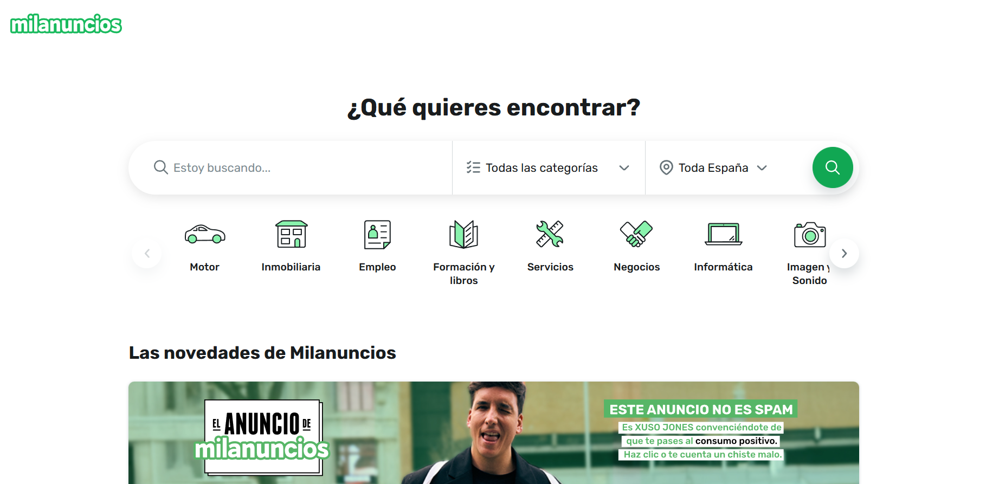 milanuncios
¿Qué quieres encontrar?
Estoy buscando...
Todas las categorías
Toda España
Motor
Inmobiliaria
Empleo
Formación y
libros
Servicios
Negocios
Informática
Imagen y
Sonido
Las novedades de Milanuncios
EL ANUNCIO DE
milanuncios
ESTE ANUNCIO NO ES SPAM
Es XUSO JONES convenciéndote de
que te pases al consumo positivo.
Haz clic o te cuenta un chiste malo.